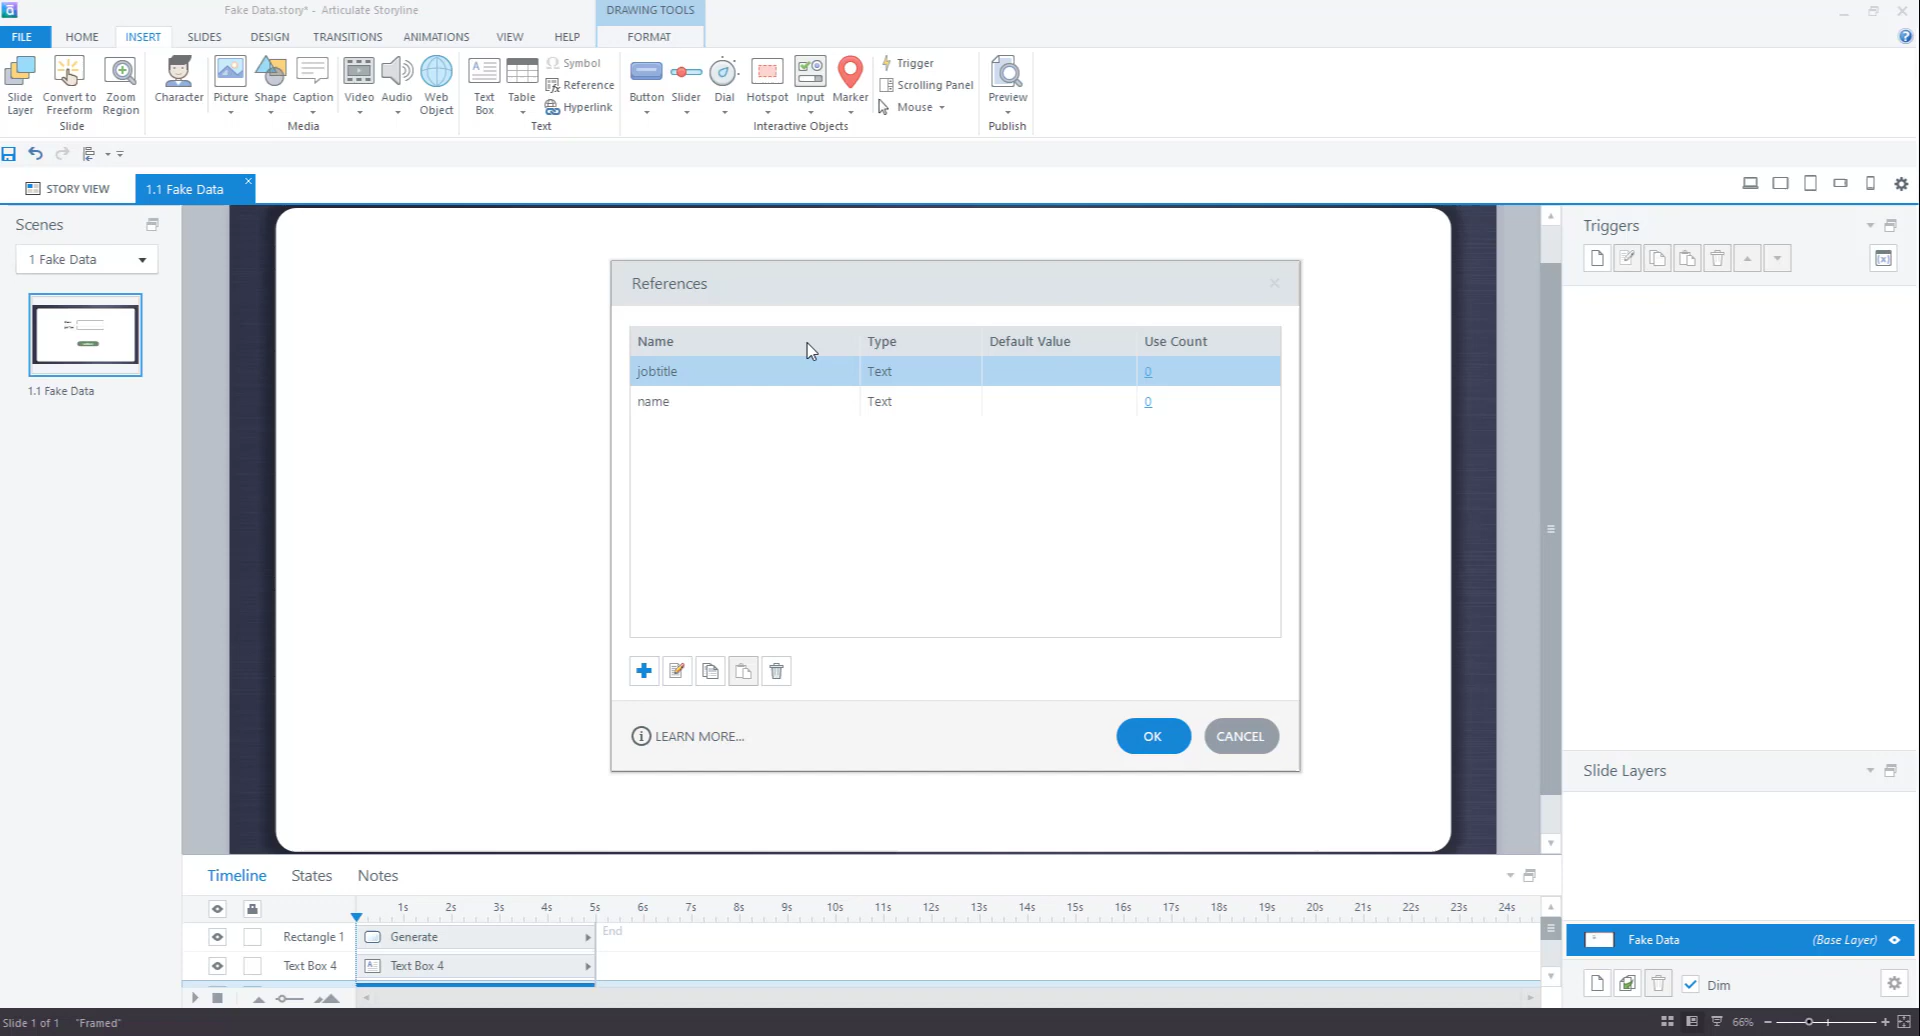 Fake Data.story* - Articulate Storyline
DRAWING TOOLS
FILE HOME INSERT SLIDES DESIGN TRANSITIONS ANIMATIONS VIEW HELP FORMAT
Slide Layer
Convert to Freeform
Zoom Region
Slide
Character
Picture
Shape
Caption
Video
Audio
Web Object
Media
Text Box
Table
Symbol
Reference
Hyperlink
Text
Button
Slider
Dial
Hotspot
Input
Marker
Trigger
Scrolling Panel
Mouse
Interactive Objects
Preview
Publish
STORY VIEW
1.1 Fake Data
Scenes
1 Fake Data
1.1 Fake Data
References
Name Type Default Value Use Count
jobtitle Text 0
name Text 0
LEARN MORE...
OK
CANCEL
Triggers
Slide Layers
Fake Data (Base Layer)
Dim
Timeline States Notes
1s 2s 3s 4s 5s 6s 7s 8s 9s 10s 11s 12s 13s 14s 15s 16s 17s 18s 19s 20s 21s 22s 23s 24s
Rectangle 1 Generate End
Text Box 4 Text Box 4
Slide 1 of 1 "Framed"
66%